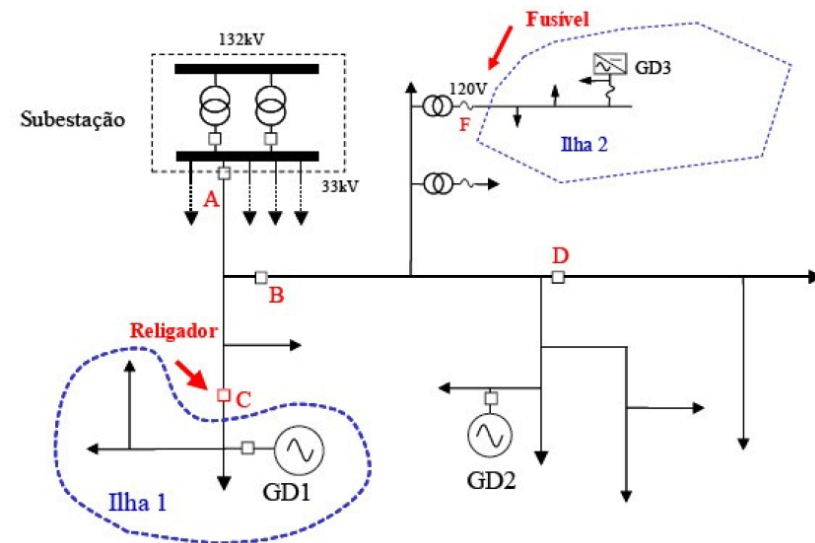 132kV
Subestação
33kV
A
Fusível
120V
GD3
F
Ilha 2
B
D
Religador
C
GD1
Ilha 1
GD2